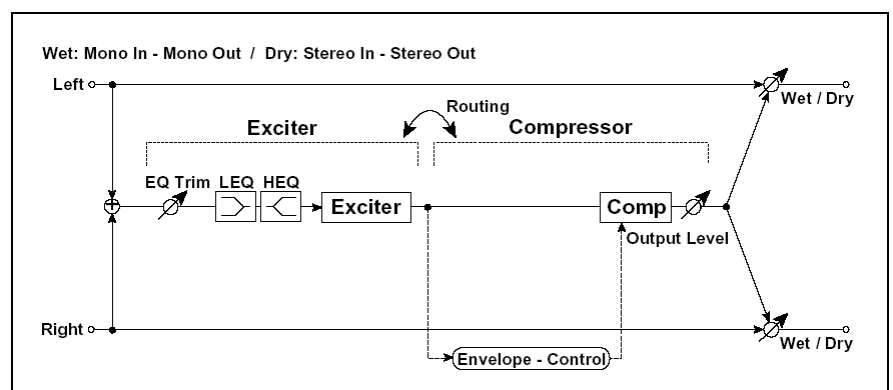 Wet: Mono In - Mono Out / Dry: Stereo In - Stereo Out
Left
Wet / Dry
Routing
Exciter
Compressor
EQ Trim
LEQ
HEQ
Exciter
Comp
Output Level
Right
Wet / Dry
Envelope - Control